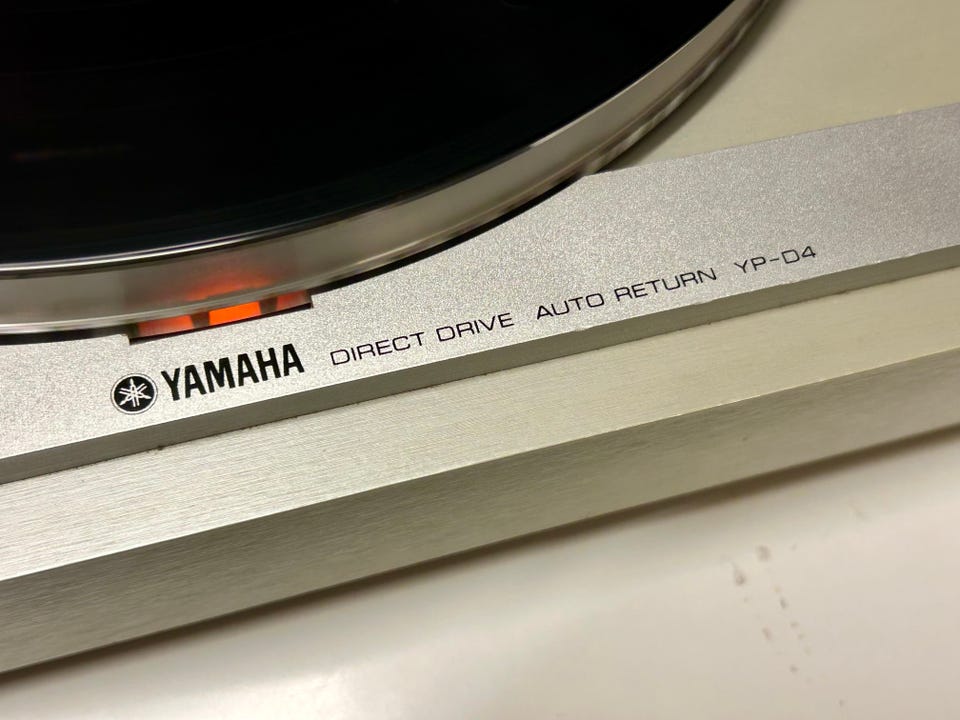 YAMAHA DIRECT DRIVE AUTO RETURN YP-D4